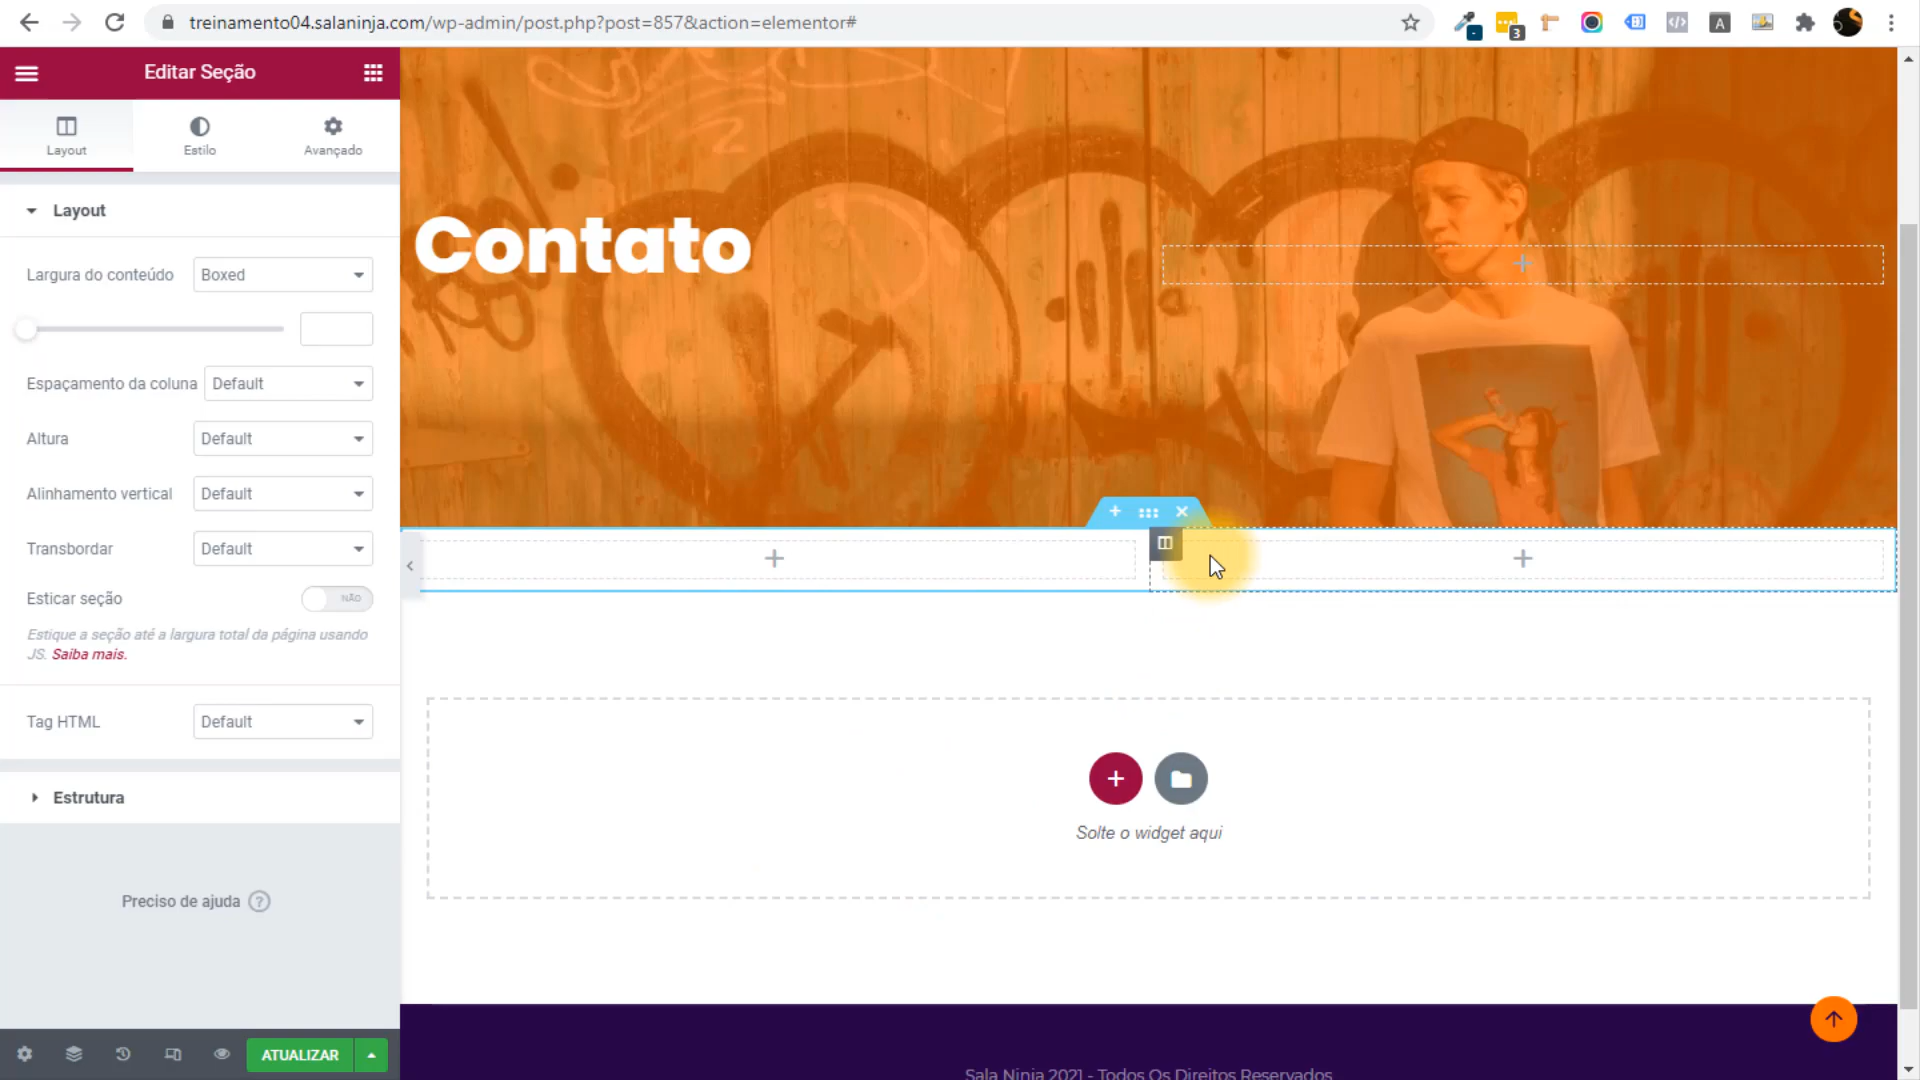 treinamento04.salaninja.com/wp-admin/post.php?post=857&action=elementor#
3
A
Editar Seção
Layout
Estilo
Avançado
Layout
Largura do conteúdo
Boxed
Espaçamento da coluna
Default
Altura
Default
Alinhamento vertical
Default
Transbordar
Default
Esticar seção
NÃO
Estique a seção até a largura total da página usando
JS. Saiba mais.
Tag HTML
Default
Estrutura
Preciso de ajuda
ATUALIZAR
Contato
Solte o widget aqui
Sala Ninja 2021 - Todos Os Direitos Reservados